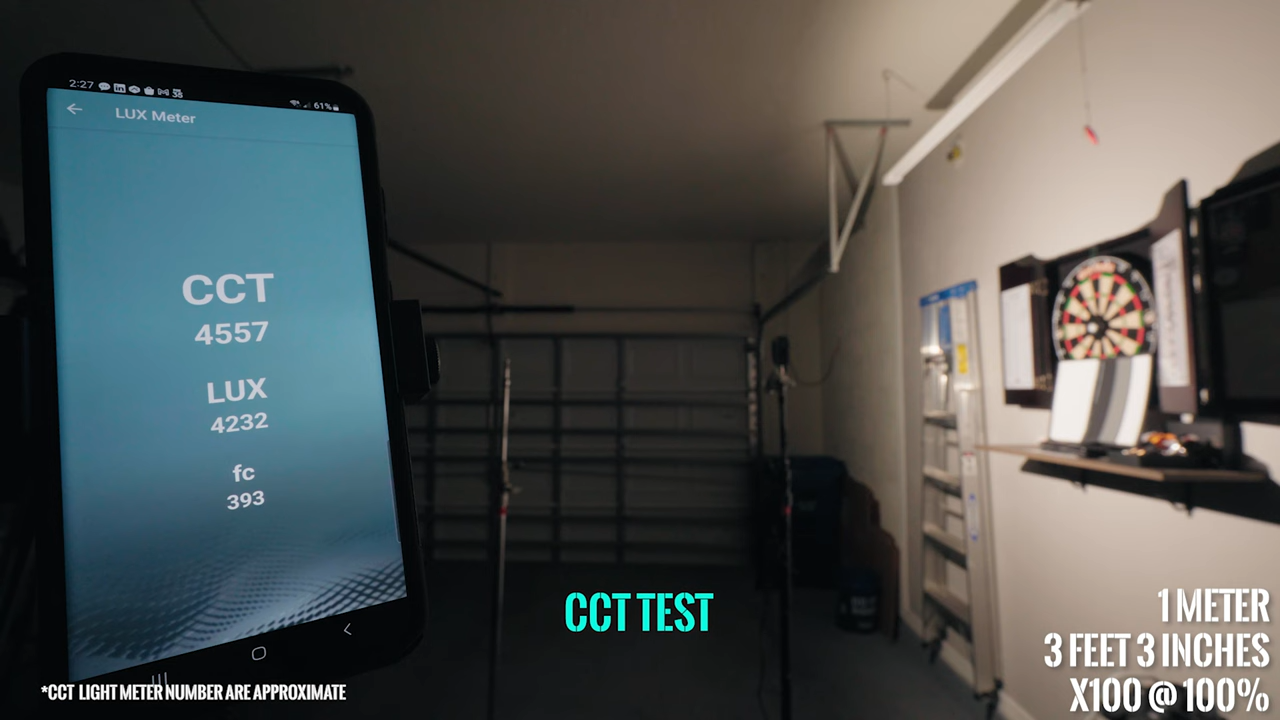 2:27
61%
LUX Meter
CCT
4557
LUX
4232
fc
393
CCT TEST
1 METER
3 FEET 3 INCHES
X100 @ 100%
*CCT LIGHT METER NUMBER ARE APPROXIMATE